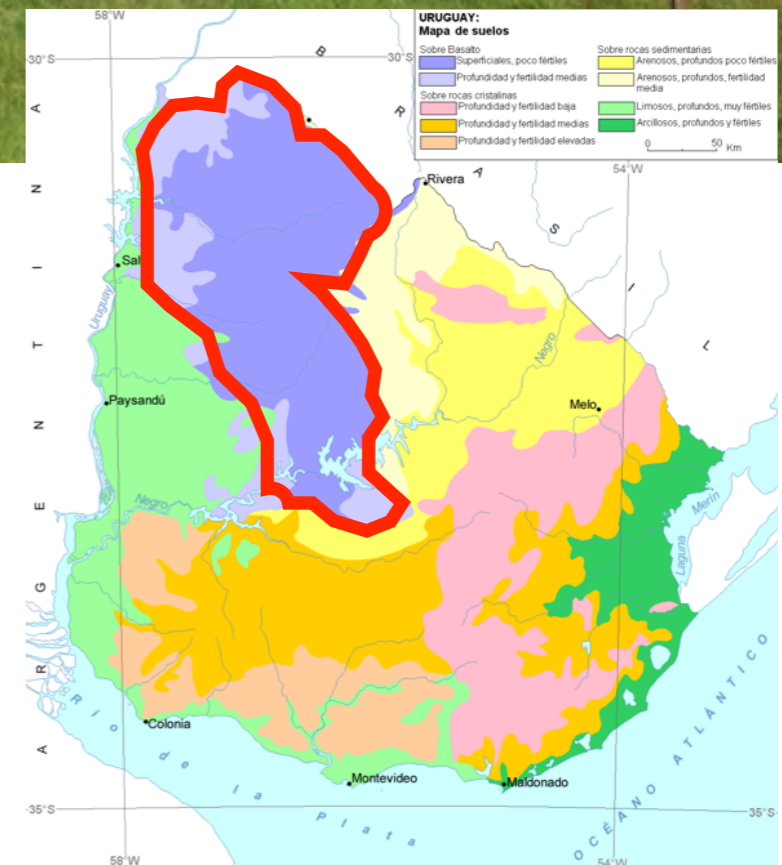 URUGUAY:
Mapa de suelos
Sobre Basalto
Superficiales, poco fértiles
Profundidad y fertilidad medias
Sobre rocas cristalinas
Profundidad y fertilidad baja
Profundidad y fertilidad medias
Profundidad y fertilidad elevadas
Sobre rocas sedimentarias
Arenosos, profundos poco fértiles
Arenosos, profundos, fertilidad
media
Limosos, profundos, muy fértiles
Arcillosos, profundos y fértiles
0 50 Km
58°W
30°S
30°S
54°W
BRASIL
ARGENTINA
Rivera
Sal
Uruguay
Paysandú
Negro
Melo
Negro
Laguna Merín
Colonia
Montevideo
Maldonado
Río de la Plata
OCÉANO ATLÁNTICO
35°S
35°S
58°W
54°W